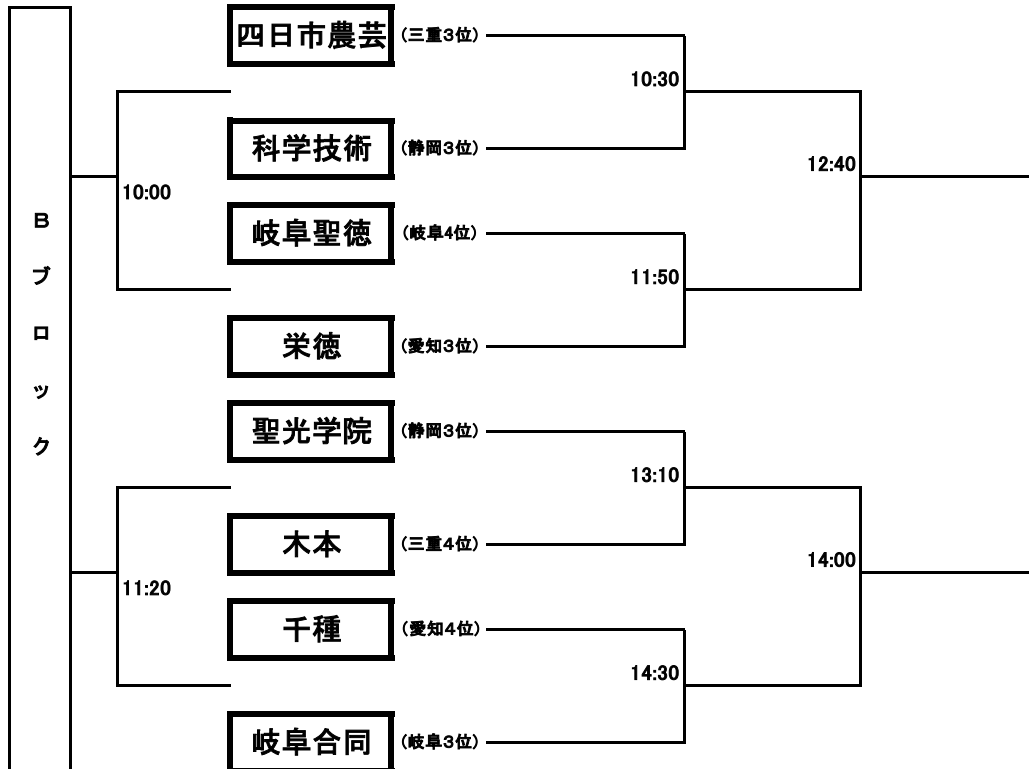 Bブロック
四日市農芸 (三重3位)
10:30
科学技術 (静岡3位)
12:40
10:00
岐阜聖徳 (岐阜4位)
11:50
栄徳 (愛知3位)
聖光学院 (静岡3位)
13:10
木本 (三重4位)
14:00
11:20
千種 (愛知4位)
14:30
岐阜合同 (岐阜3位)